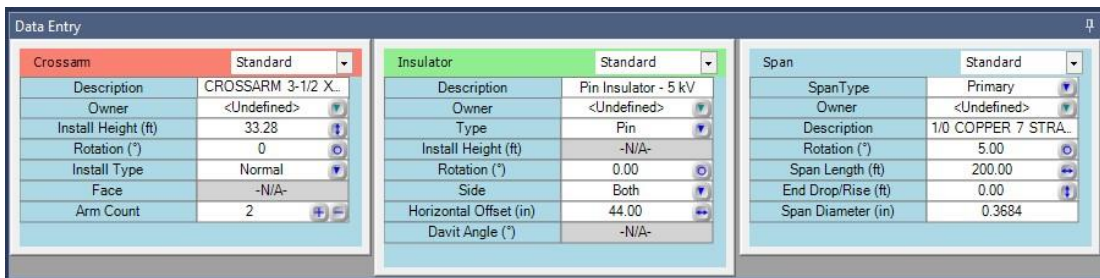 Data Entry
Crossarm Standard
Description CROSSARM 3-1/2 X...
Owner <Undefined>
Install Height (ft) 33.28
Rotation (°) 0
Install Type Normal
Face -N/A-
Arm Count 2
Insulator Standard
Description Pin Insulator - 5 kV
Owner <Undefined>
Type Pin
Install Height (ft) -N/A-
Rotation (°) 0.00
Side Both
Horizontal Offset (in) 44.00
Davit Angle (°) -N/A-
Span Standard
SpanType Primary
Owner <Undefined>
Description 1/0 COPPER 7 STRA...
Rotation (°) 5.00
Span Length (ft) 200.00
End Drop/Rise (ft) 0.00
Span Diameter (in) 0.3684